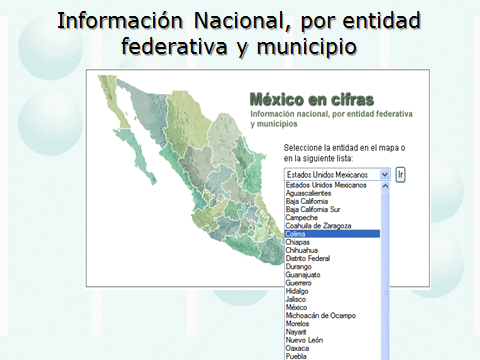 Información Nacional, por entidad
federativa y municipio
México en cifras
Información nacional, por entidad federativa
y municipios
Seleccione la entidad en el mapa o
en la siguiente lista:
Estados Unidos Mexicanos
Ir
Estados Unidos Mexicanos
Aguascalientes
Baja California
Baja California Sur
Campeche
Coahuila de Zaragoza
Colima
Chiapas
Chihuahua
Distrito Federal
Durango
Guanajuato
Guerrero
Hidalgo
Jalisco
México
Michoacán de Ocampo
Morelos
Nayarit
Nuevo León
Oaxaca
Puebla